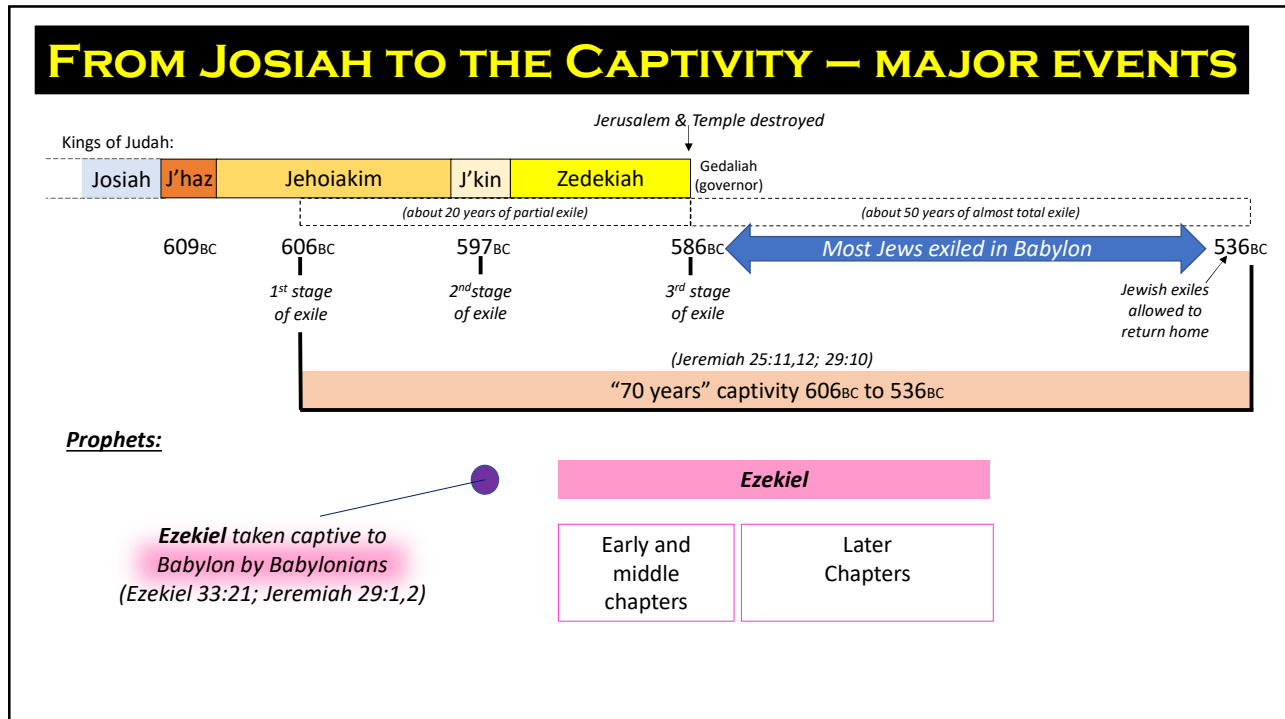 FROM JOSIAH TO THE CAPTIVITY – MAJOR EVENTS
Jerusalem & Temple destroyed
Kings of Judah:
Josiah J'haz Jehoiakim J'kin Zedekiah
Gedaliah
(governor)
(about 20 years of partial exile) (about 50 years of almost total exile)
609BC 606BC 597BC 586BC Most Jews exiled in Babylon 536BC
1st stage
of exile
2nd stage
of exile
3rd stage
of exile
Jewish exiles
allowed to
return home
(Jeremiah 25:11,12; 29:10)
"70 years" captivity 606BC to 536BC
Prophets:
Ezekiel
Ezekiel taken captive to
Babylon by Babylonians
(Ezekiel 33:21; Jeremiah 29:1,2)
Early and
middle
chapters
Later
Chapters